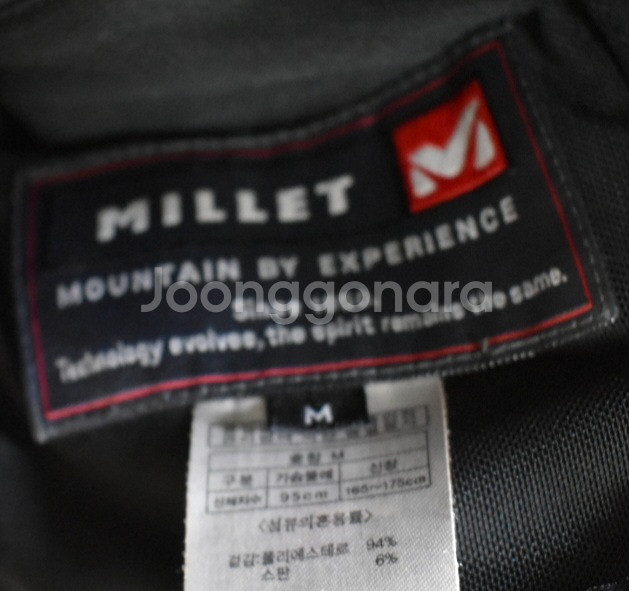 MILLET
MOUNTAIN BY EXPERIENCE
Joonggonara
Technology evolves, the spirit remains the same.
M
호칭 M
구분 가슴둘레 신장
신체치수 95cm 165~175cm
<섬유의혼용률>
겉감:폴리에스테르 94%
스판 6%